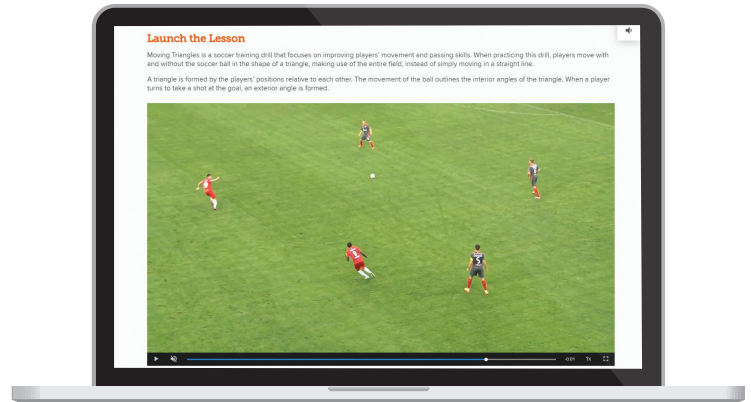 Launch the Lesson
Moving Triangles is a soccer training drill that focuses on improving players' movement and passing skills. When practicing this drill, players move with
and without the soccer ball in the shape of a triangle, making use of the entire field, instead of simply moving in a straight line.
A triangle is formed by the players' positions relative to each other. The movement of the ball outlines the interior angles of the triangle. When a player
turns to take a shot at the goal, an exterior angle is formed.
5
-0:01 1x